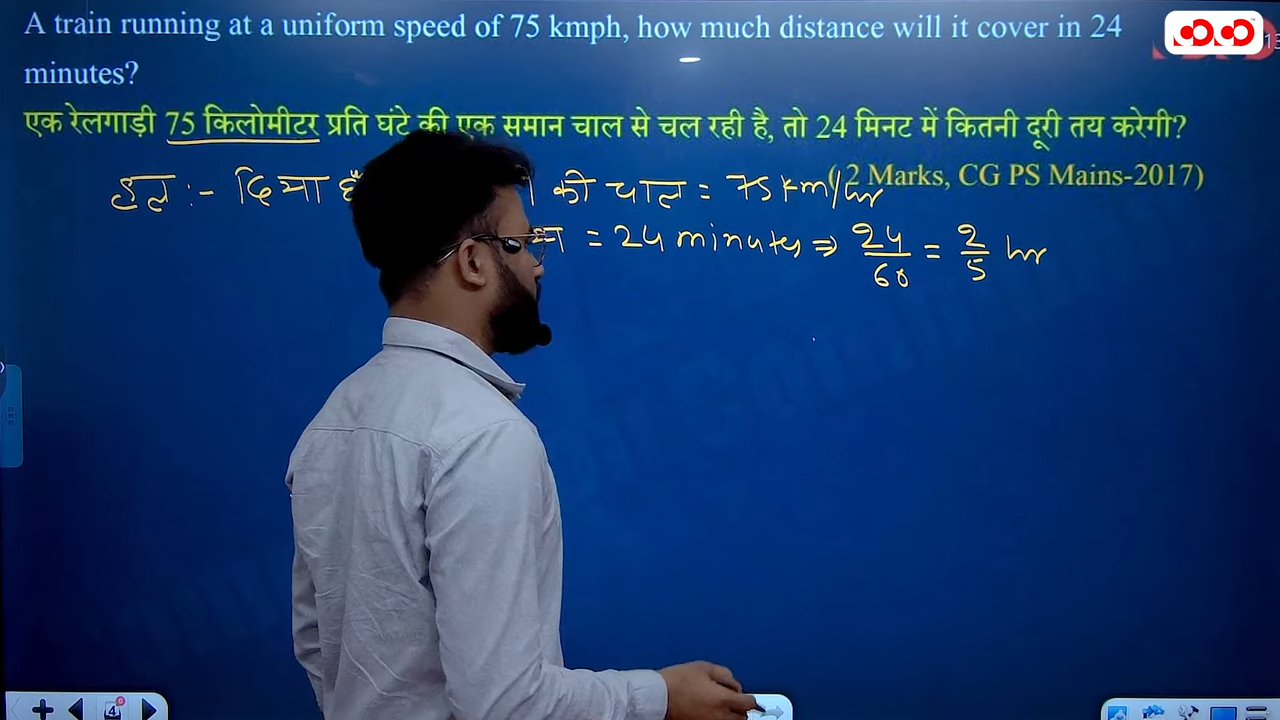 A train running at a uniform speed of 75 kmph, how much distance will it cover in 24
minutes?
एक रेलगाड़ी 75 किलोमीटर प्रति घंटे की एक समान चाल से चल रही है, तो 24 मिनट में कितनी दूरी तय करेगी?
(2 Marks, CG PS Mains-2017)
हल :- दिया है की चाल = 75 km/hr
= 24 minutes ⇒ 24/60 = 2/5 hr
4